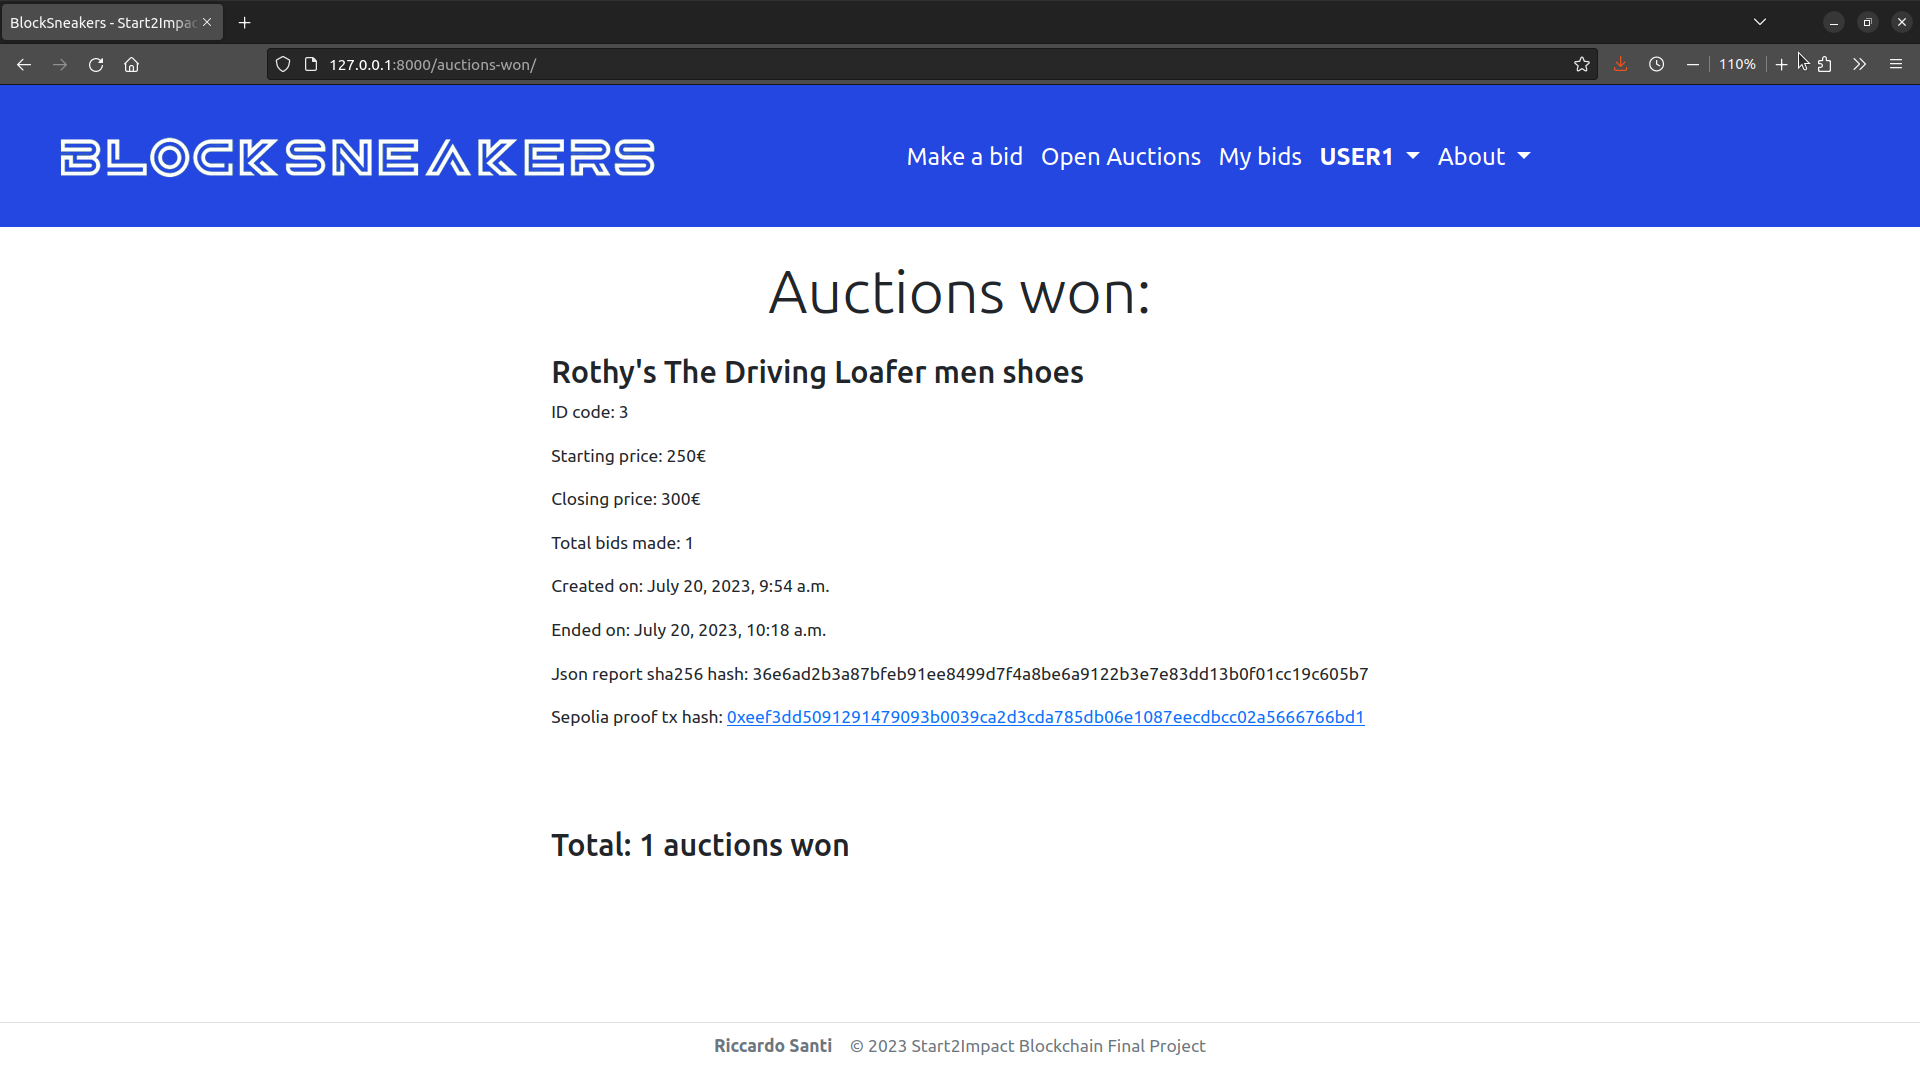 BlockSneakers - Start2Impac
127.0.0.1:8000/auctions-won/
110%
BLOCKSNEAKERS
Make a bid Open Auctions My bids USER1 About
Auctions won:
Rothy's The Driving Loafer men shoes
ID code: 3
Starting price: 250€
Closing price: 300€
Total bids made: 1
Created on: July 20, 2023, 9:54 a.m.
Ended on: July 20, 2023, 10:18 a.m.
Json report sha256 hash: 36e6ad2b3a87bfeb91ee8499d7f4a8be6a9122b3e7e83dd13b0f01cc19c605b7
Sepolia proof tx hash: 0xeef3dd5091291479093b0039ca2d3cda785db06e1087eecdbcc02a5666766bd1
Total: 1 auctions won
Riccardo Santi © 2023 Start2Impact Blockchain Final Project